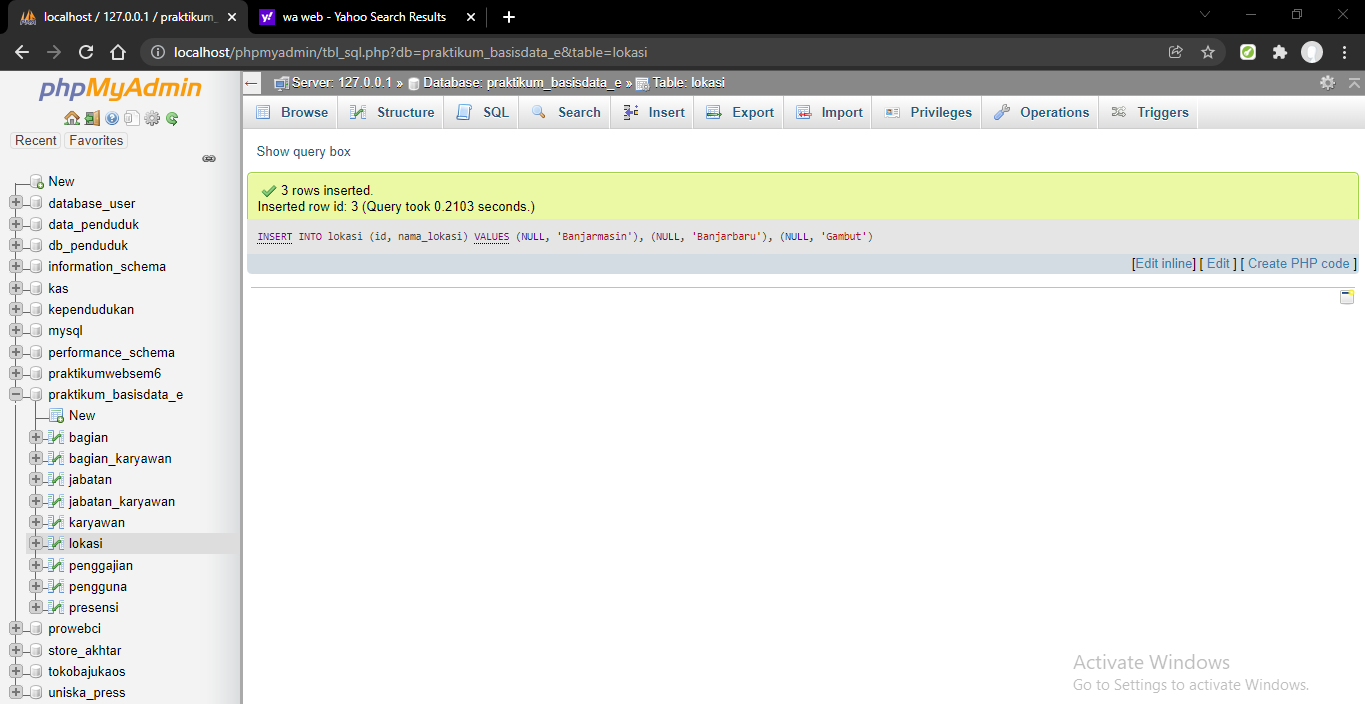 localhost / 127.0.0.1 / praktikum_
wa web - Yahoo Search Results
localhost/phpmyadmin/tbl_sql.php?db=praktikum_basisdata_e&table=lokasi
phpMyAdmin
Recent Favorites
New
database_user
data_penduduk
db_penduduk
information_schema
kas
kependudukan
mysql
performance_schema
praktikumwebsem6
praktikum_basisdata_e
New
bagian
bagian_karyawan
jabatan
jabatan_karyawan
karyawan
lokasi
penggajian
pengguna
presensi
prowebci
store_akhtar
tokobajukaos
uniska_press
Server: 127.0.0.1 » Database: praktikum_basisdata_e » Table: lokasi
Browse Structure SQL Search Insert Export Import Privileges Operations Triggers
Show query box
3 rows inserted.
Inserted row id: 3 (Query took 0.2103 seconds.)
INSERT INTO lokasi (id, nama_lokasi) VALUES (NULL, 'Banjarmasin'), (NULL, 'Banjarbaru'), (NULL, 'Gambut')
[Edit inline] [ Edit ] [ Create PHP code ]
Activate Windows
Go to Settings to activate Windows.